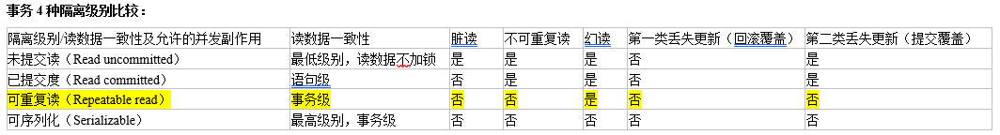 事务 4 种隔离级别比较：
隔离级别/读数据一致性及允许的并发副作用 读数据一致性 脏读 不可重复读 幻读 第一类丢失更新（回滚覆盖） 第二类丢失更新（提交覆盖）
未提交读（Read uncommitted） 最低级别，读数据不加锁 是 是 是 否 是
已提交度（Read committed） 语句级 否 是 是 否 是
可重复读（Repeatable read） 事务级 否 否 是 否 否
可序列化（Serializable） 最高级别，事务级 否 否 否 否 否